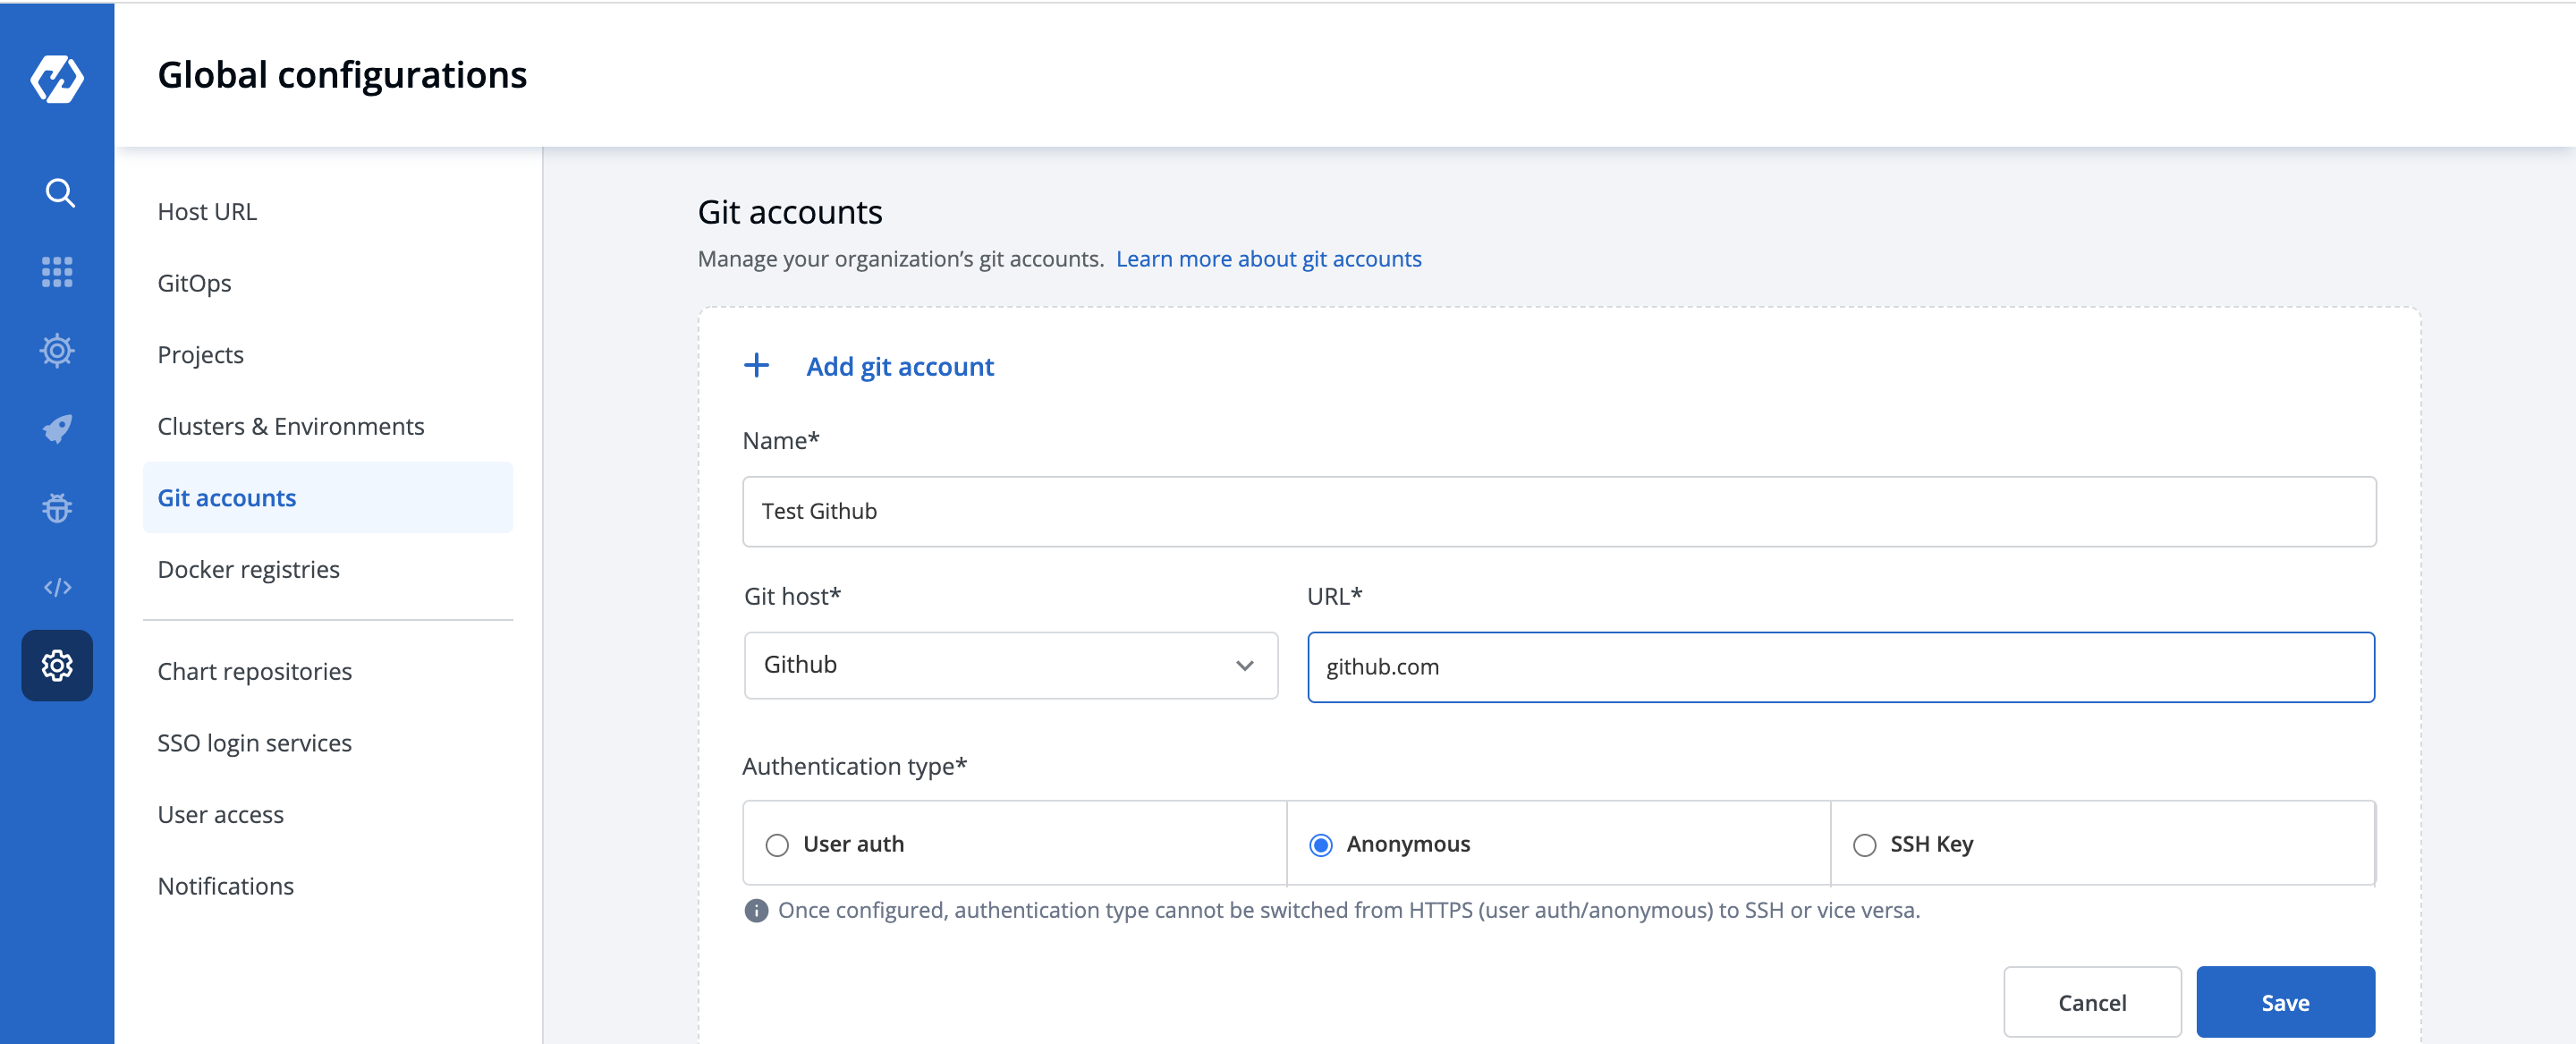 Global configurations
Host URL
GitOps
Projects
Clusters & Environments
Git accounts
Docker registries
Chart repositories
SSO login services
User access
Notifications
Git accounts
Manage your organization’s git accounts. Learn more about git accounts
+ Add git account
Name*
Test Github
Git host* URL*
Github github.com
Authentication type*
User auth Anonymous SSH Key
Once configured, authentication type cannot be switched from HTTPS (user auth/anonymous) to SSH or vice versa.
Cancel Save